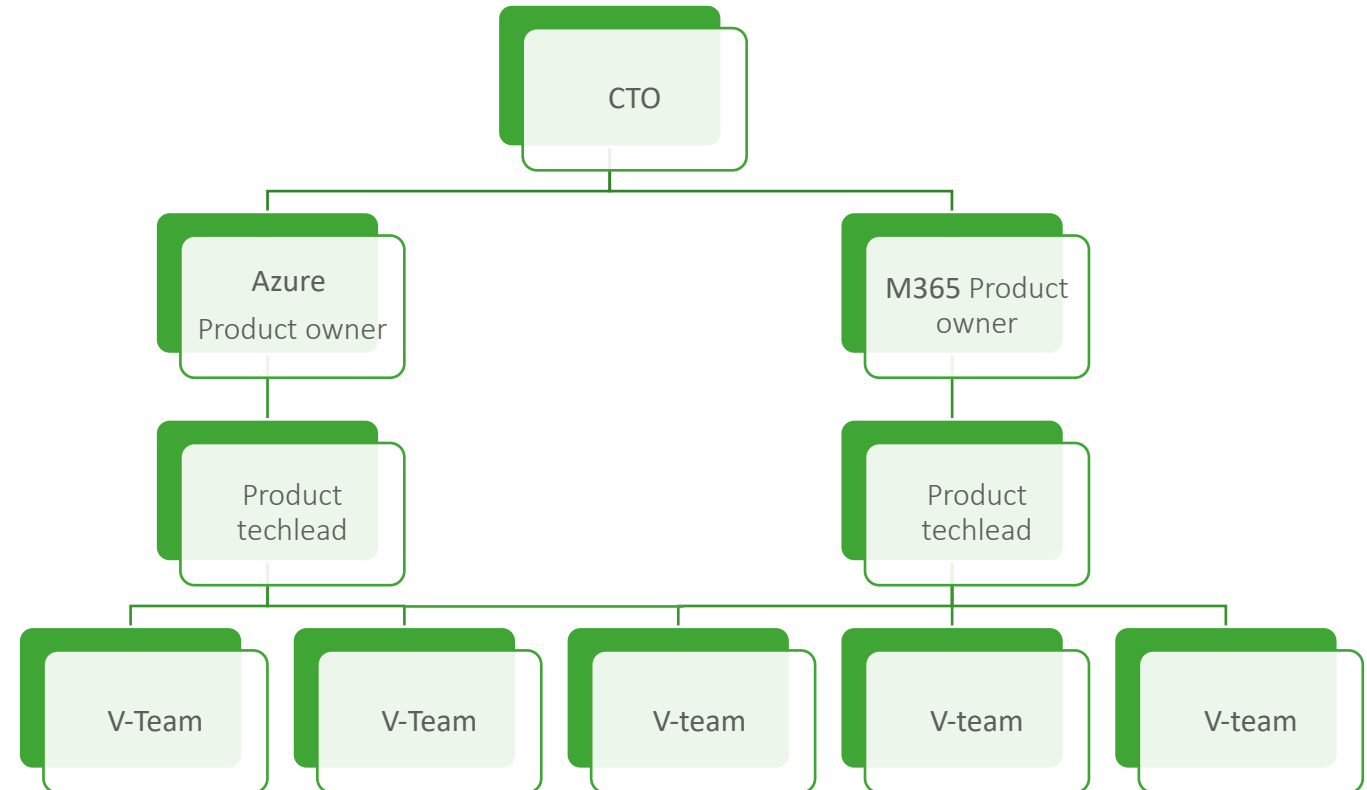 CTO
Azure
Product owner
M365 Product
owner
Product
techlead
Product
techlead
V-Team
V-Team
V-team
V-team
V-team